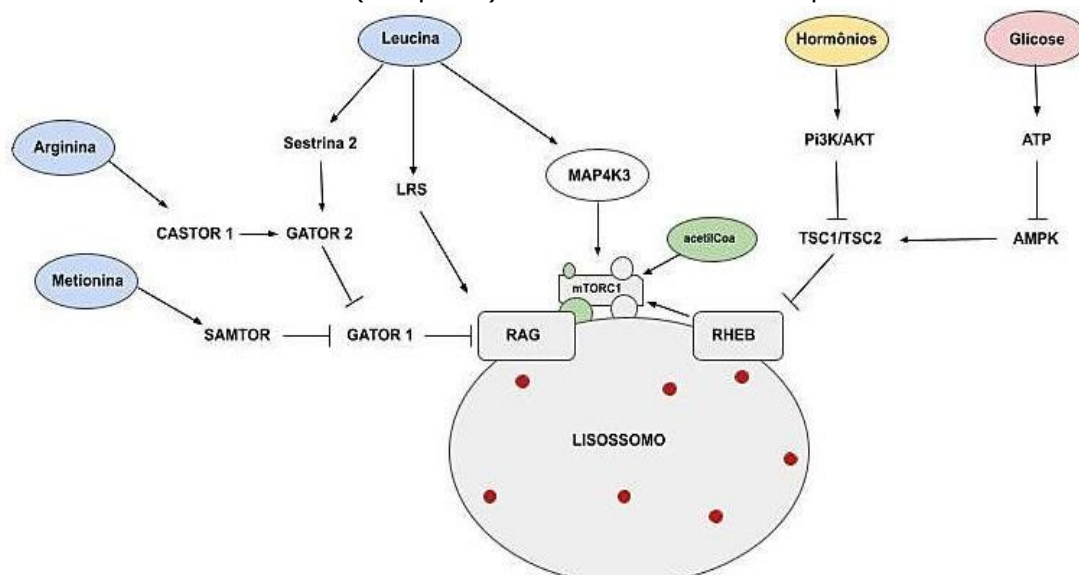 Leucina
Hormônios
Glicose
Arginina
Sestrina 2
Pi3K/AKT
ATP
MAP4K3
LRS
CASTOR 1
GATOR 2
acetilCoa
TSC1/TSC2
AMPK
Metionina
mTORC1
SAMTOR
GATOR 1
RAG
RHEB
LISOSSOMO